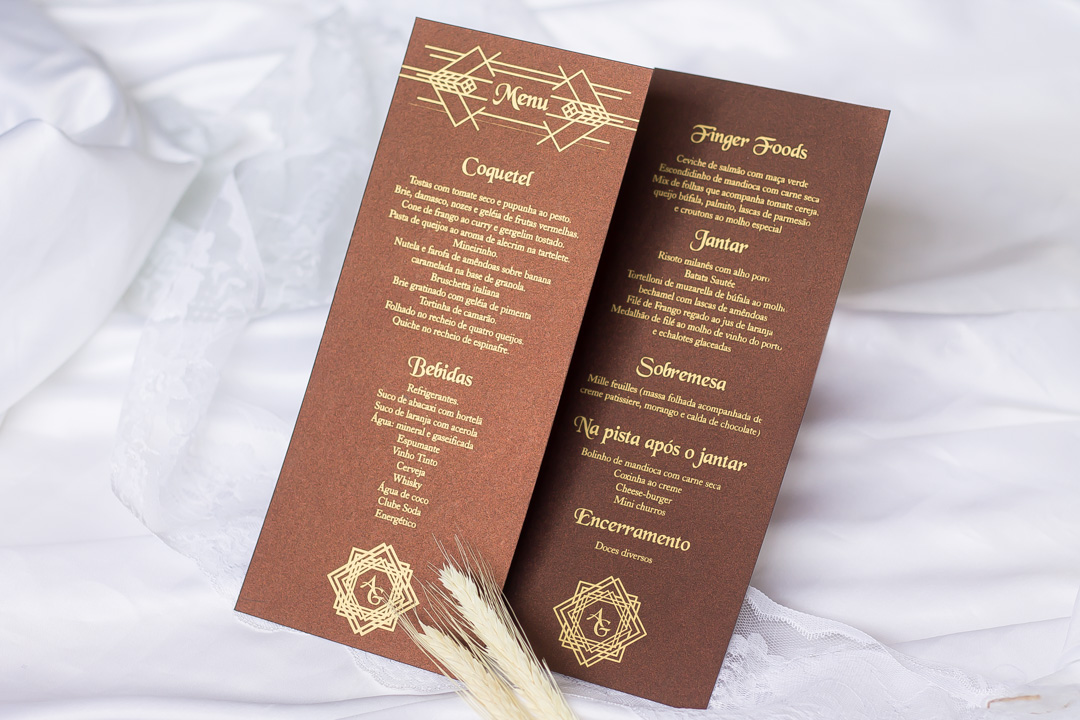 Menu
Coquetel
Tostas com tomate seco e pupunha ao pesto.
Brie, damasco, nozes e geléia de frutas vermelhas.
Cone de frango ao curry e gergelim tostado.
Pasta de queijos ao aroma de alecrim na tartelete.
Mineirinho.
Nutela e farofa de amêndoas sobre banana
caramelada na base de granola.
Bruschetta italiana
Brie gratinado com geléia de pimenta
Tortinha de camarão.
Folhado no recheio de quatro queijos.
Quiche no recheio de espinafre.
Bebidas
Refrigerantes.
Suco de abacaxi com hortelã
Suco de laranja com acerola
Água: mineral e gaseificada
Espumante
Vinho Tinto
Cerveja
Whisky
Água de coco
Clube Soda
Energético
AG
Finger Foods
Ceviche de salmão com maça verde
Escondidinho de mandioca com carne seca
Mix de folhas que acompanha tomate cereja,
queijo búfala, palmito, lascas de parmesão
e croutons ao molho especial
Jantar
Risoto milanês com alho poró
Batata Sautée
Tortelloni de muzarella de búfala ao molho
bechamel com lascas de amêndoas
Filé de Frango regado ao jus de laranja
Medalhão de filé ao molho de vinho do porto
e echalotes glaceadas
Sobremesa
Mille feuilles (massa folhada acompanhada de
creme patissiere, morango e calda de chocolate)
Na pista após o jantar
Bolinho de mandioca com carne seca
Coxinha ao creme
Cheese-burger
Mini churros
Encerramento
Doces diversos
AG